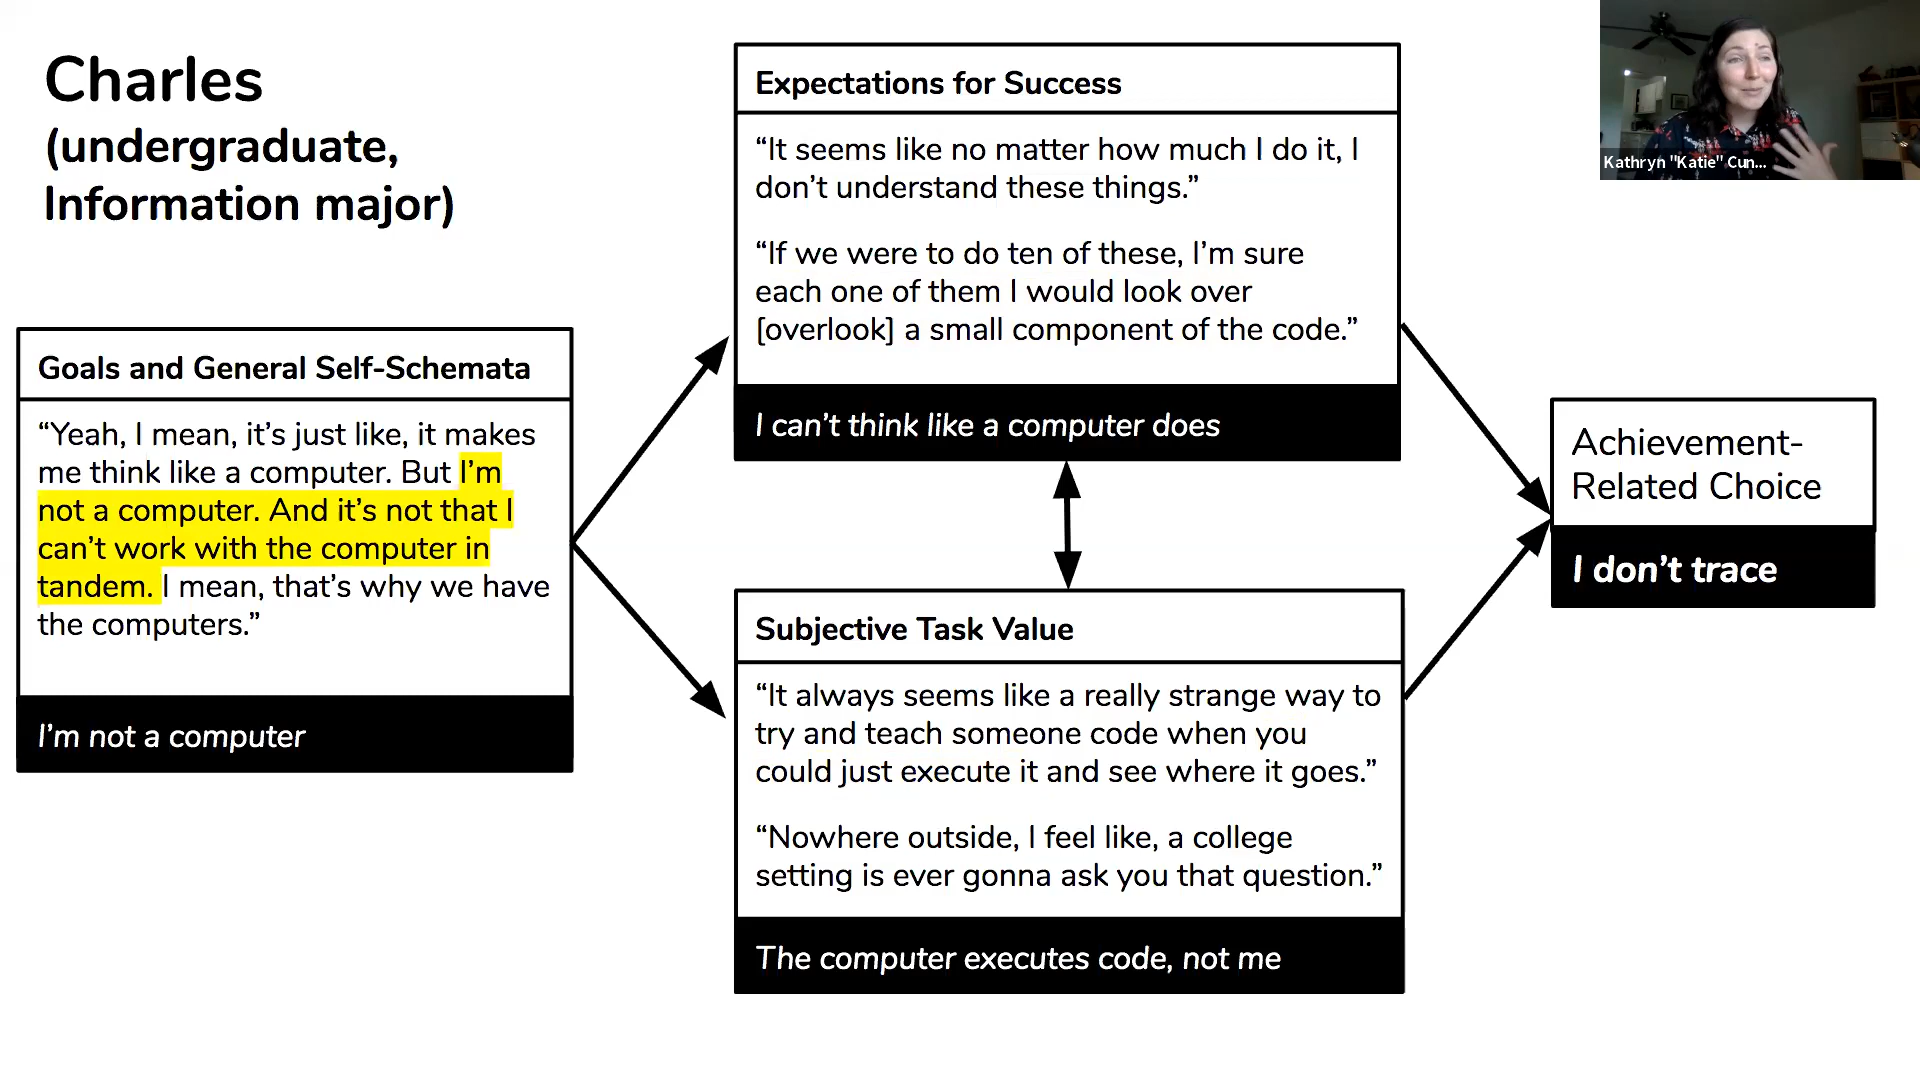 Charles
(undergraduate,
Information major)
Goals and General Self-Schemata
“Yeah, I mean, it’s just like, it makes
me think like a computer. But I’m
not a computer. And it’s not that I
can’t work with the computer in
tandem. I mean, that’s why we have
the computers.”
I’m not a computer
Expectations for Success
“It seems like no matter how much I do it, I
don’t understand these things.”
“If we were to do ten of these, I’m sure
each one of them I would look over
[overlook] a small component of the code.”
I can’t think like a computer does
Subjective Task Value
“It always seems like a really strange way to
try and teach someone code when you
could just execute it and see where it goes.”
“Nowhere outside, I feel like, a college
setting is ever gonna ask you that question.”
The computer executes code, not me
Achievement-
Related Choice
I don’t trace
Kathryn "Katie" Cun...